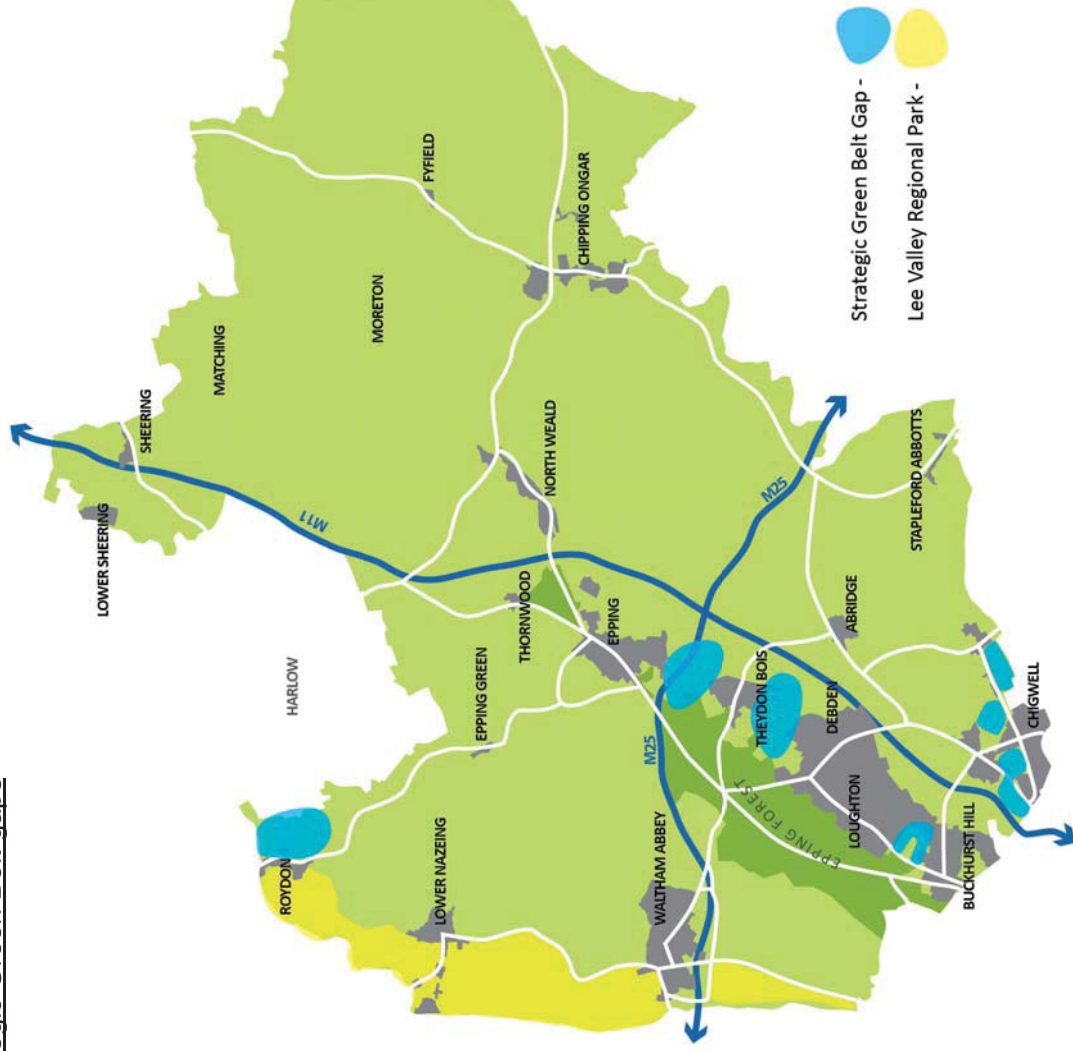 LOWER SHEERING
SHEERING
MATCHING
HARLOW
M11
MORETON
FYFIELD
ROYDON
EPPING GREEN
THORNWOOD
NORTH WEALD
CHIPPING ONGAR
LOWER NAZEING
EPPING
M25
M25
WALTHAM ABBEY
THEYDON BOIS
EPPING FOREST
DEBDEN
ABRIDGE
STAPLEFORD ABBOTTS
LOUGHTON
BUCKHURST HILL
CHIGWELL
Strategic Green Belt Gap -
Lee Valley Regional Park -